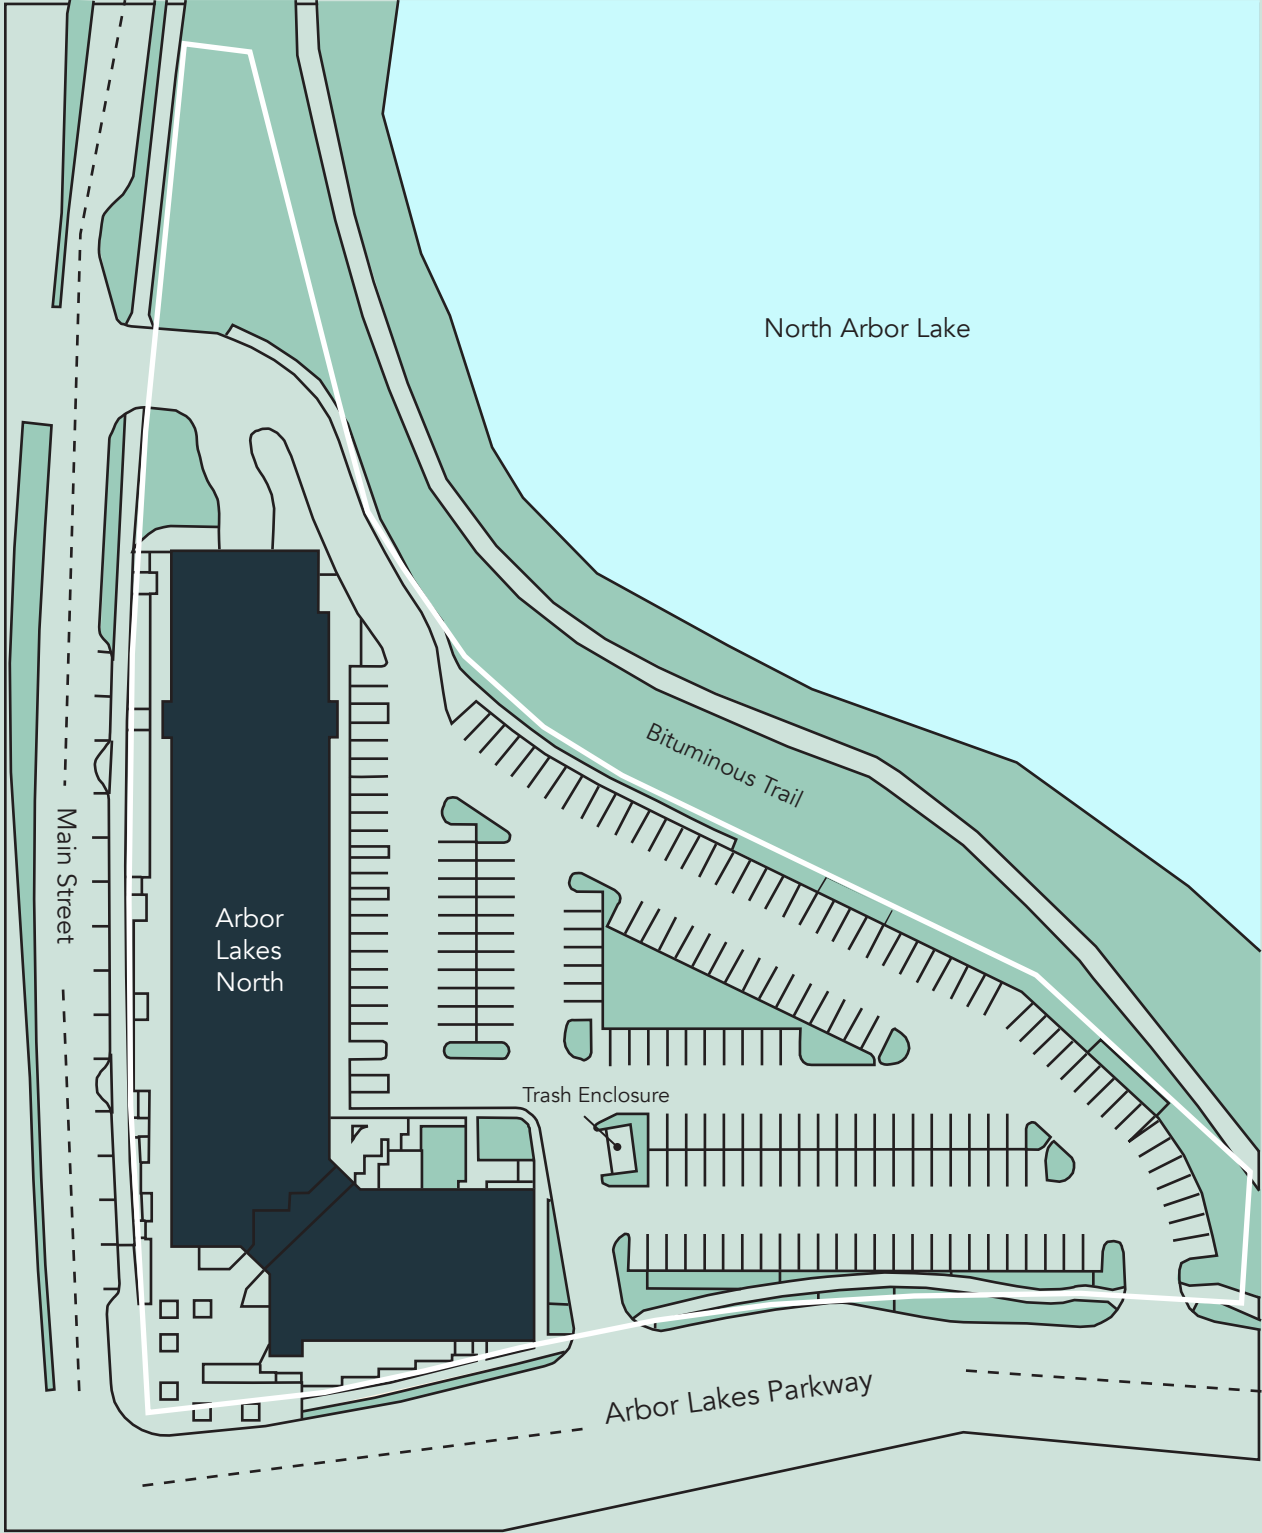 North Arbor Lake
Bituminous Trail
Main Street
Arbor
Lakes
North
Trash Enclosure
Arbor Lakes Parkway